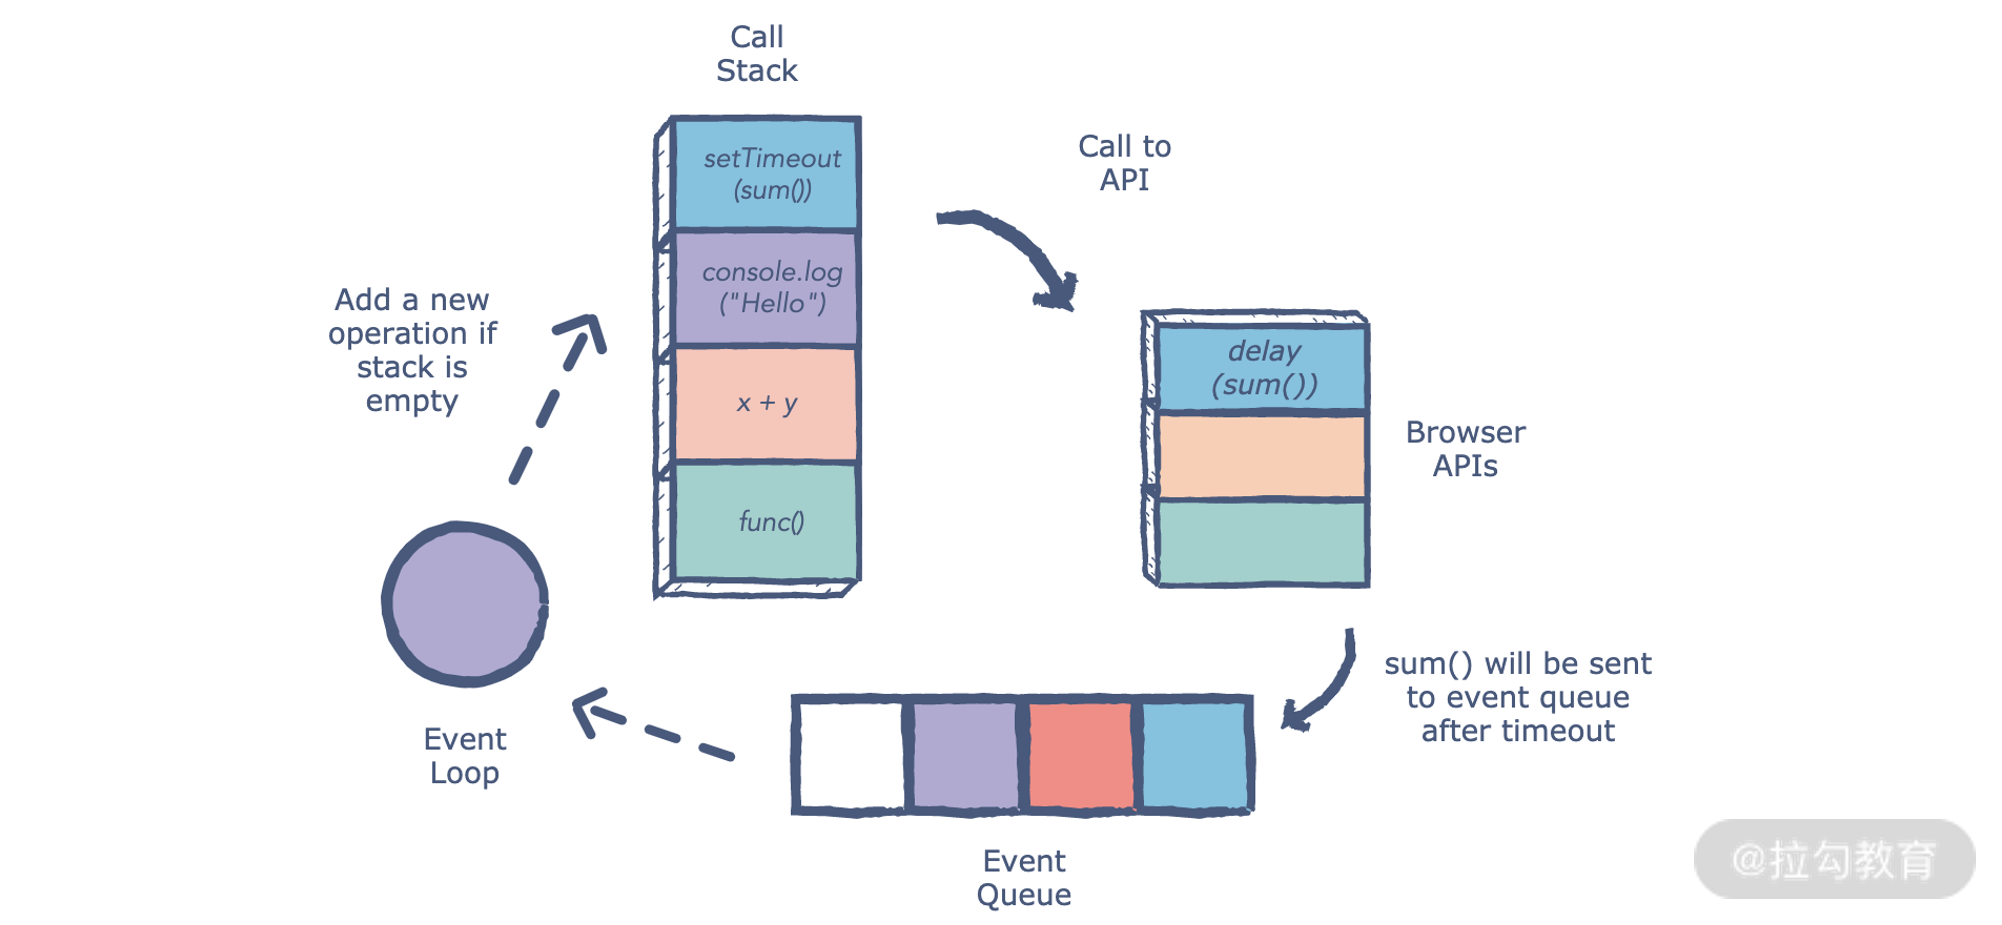 Call
Stack
setTimeout
(sum())
console.log
("Hello")
x + y
func()
Call to
API
delay
(sum())
Browser
APIs
Add a new
operation if
stack is
empty
Event
Loop
sum() will be sent
to event queue
after timeout
Event
Queue
@拉勾教育